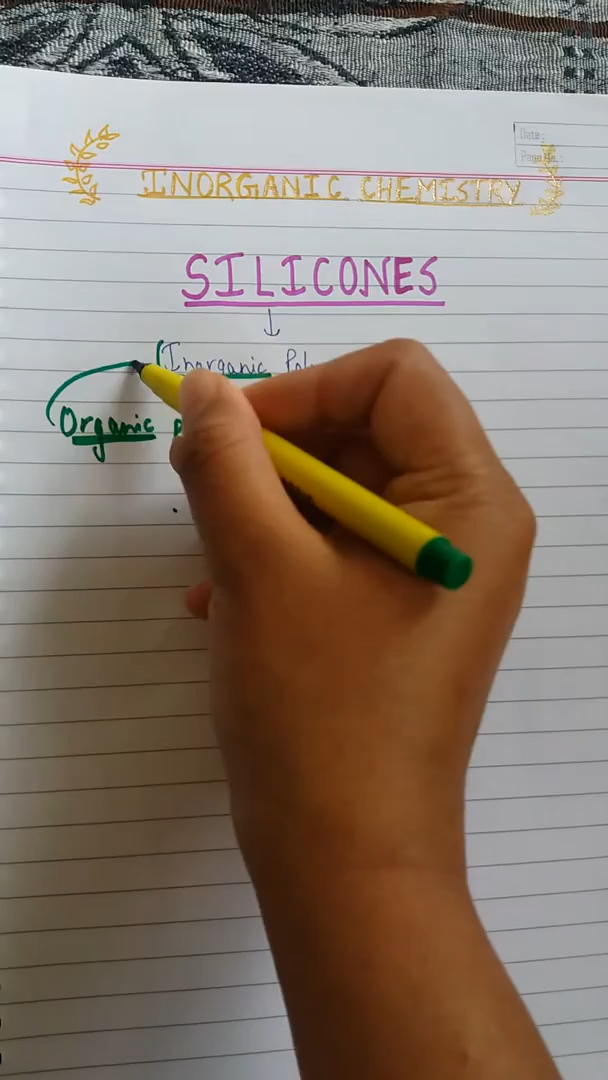 Date:
Page No.:
INORGANIC CHEMISTRY
SILICONES
Inorganic
Organic